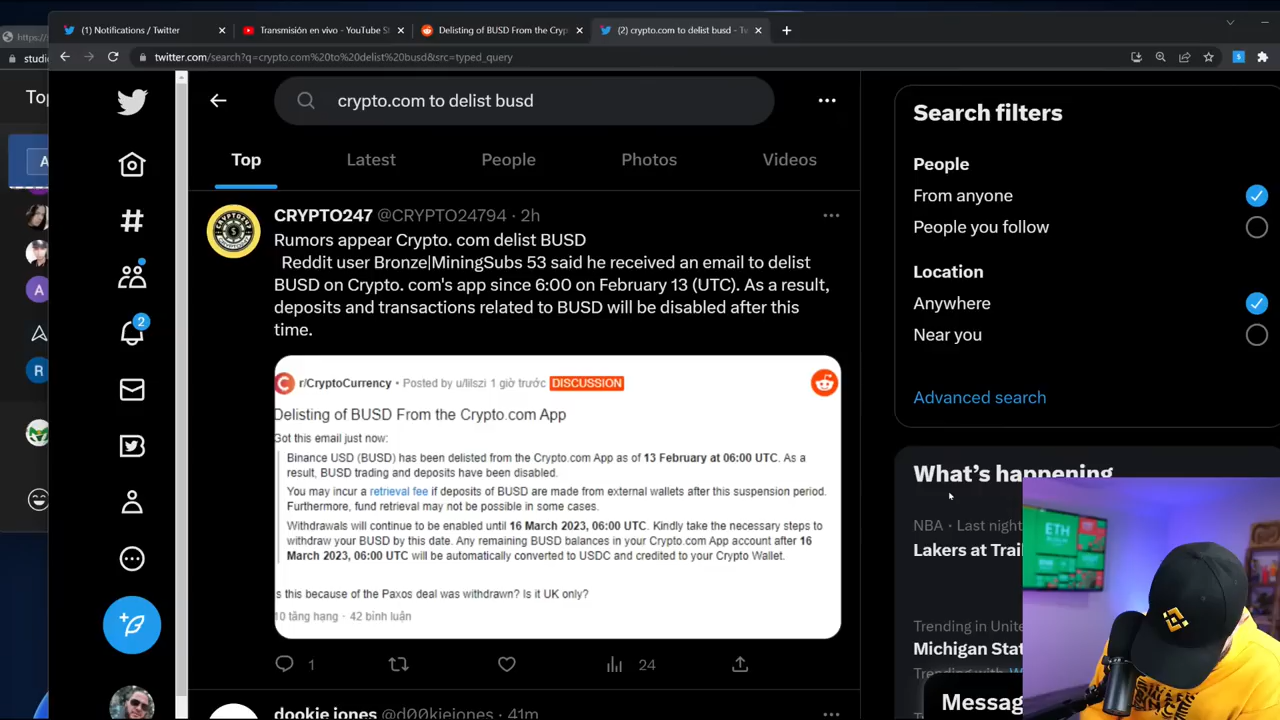 (1) Notifications / Twitter
Transmisión en vivo - YouTube S
Delisting of BUSD From the Cryp
(2) crypto.com to delist busd - Tw
https://
studi
twitter.com/search?q=crypto.com%20to%20delist%20busd&src=typed_query
To
crypto.com to delist busd
Top
Latest
People
Photos
Videos
CRYPTO247 @CRYPTO24794 · 2h
Rumors appear Crypto. com delist BUSD
Reddit user Bronze|MiningSubs 53 said he received an email to delist
BUSD on Crypto. com's app since 6:00 on February 13 (UTC). As a result,
deposits and transactions related to BUSD will be disabled after this
time.
r/CryptoCurrency • Posted by u/lilszi 1 giờ trước DISCUSSION
Delisting of BUSD From the Crypto.com App
Got this email just now:
Binance USD (BUSD) has been delisted from the Crypto.com App as of 13 February at 06:00 UTC. As a
result, BUSD trading and deposits have been disabled.
You may incur a retrieval fee if deposits of BUSD are made from external wallets after this suspension period.
Furthermore, fund retrieval may not be possible in some cases.
Withdrawals will continue to be enabled until 16 March 2023, 06:00 UTC. Kindly take the necessary steps to
withdraw your BUSD by this date. Any remaining BUSD balances in your Crypto.com App account after 16
March 2023, 06:00 UTC will be automatically converted to USDC and credited to your Crypto Wallet.
s this because of the Paxos deal was withdrawn? Is it UK only?
10 tầng hạng · 42 bình luận
1
24
dookie jones @d00kiejones · 41m
2
A
A
R
Search filters
People
From anyone
People you follow
Location
Anywhere
Near you
Advanced search
What's happening
NBA · Last night
Lakers at Trail
Trending in Unite
Michigan Stat
Trending with
Messag
ETH